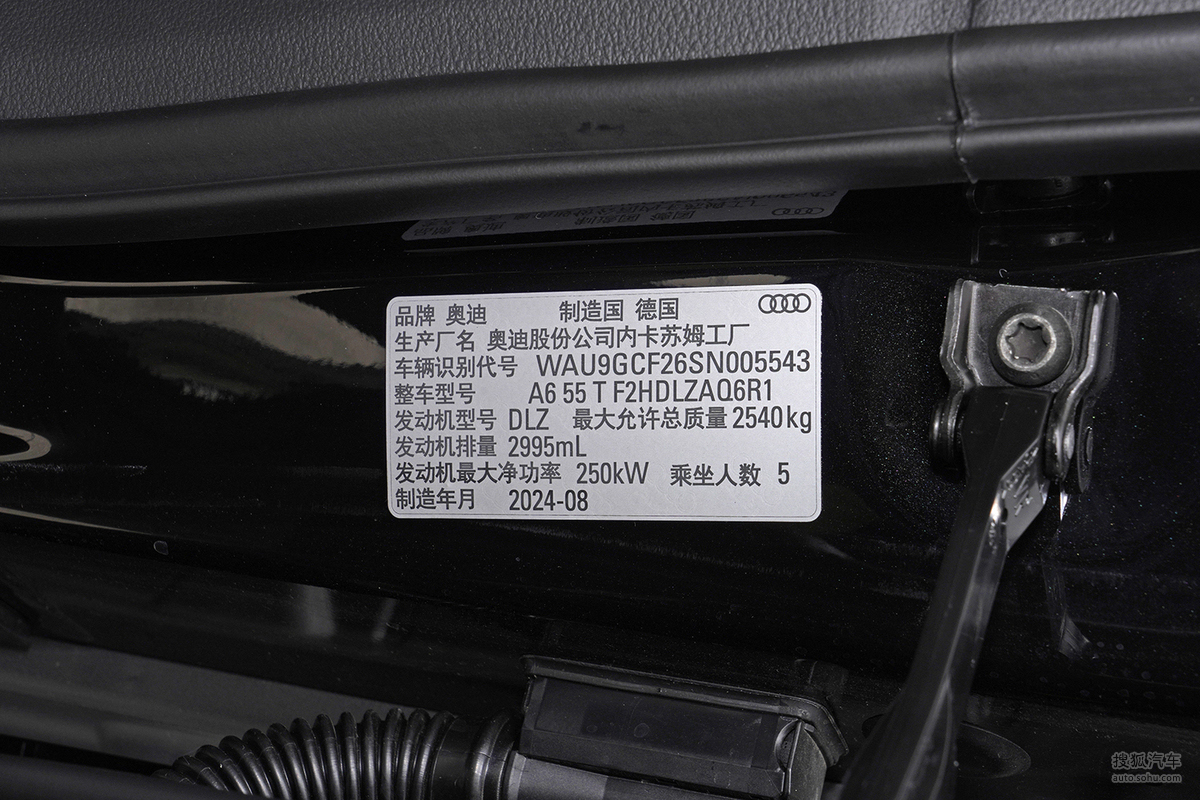 品牌 奥迪 制造国 德国
生产厂名 奥迪股份公司内卡苏姆工厂
车辆识别代号 WAU9GCF26SN005543
整车型号 A6 55 T F2HDLZAQ6R1
发动机型号 DLZ 最大允许总质量 2540kg
发动机排量 2995mL
发动机最大净功率 250kW 乘坐人数 5
制造年月 2024-08
搜狐汽车
auto.sohu.com